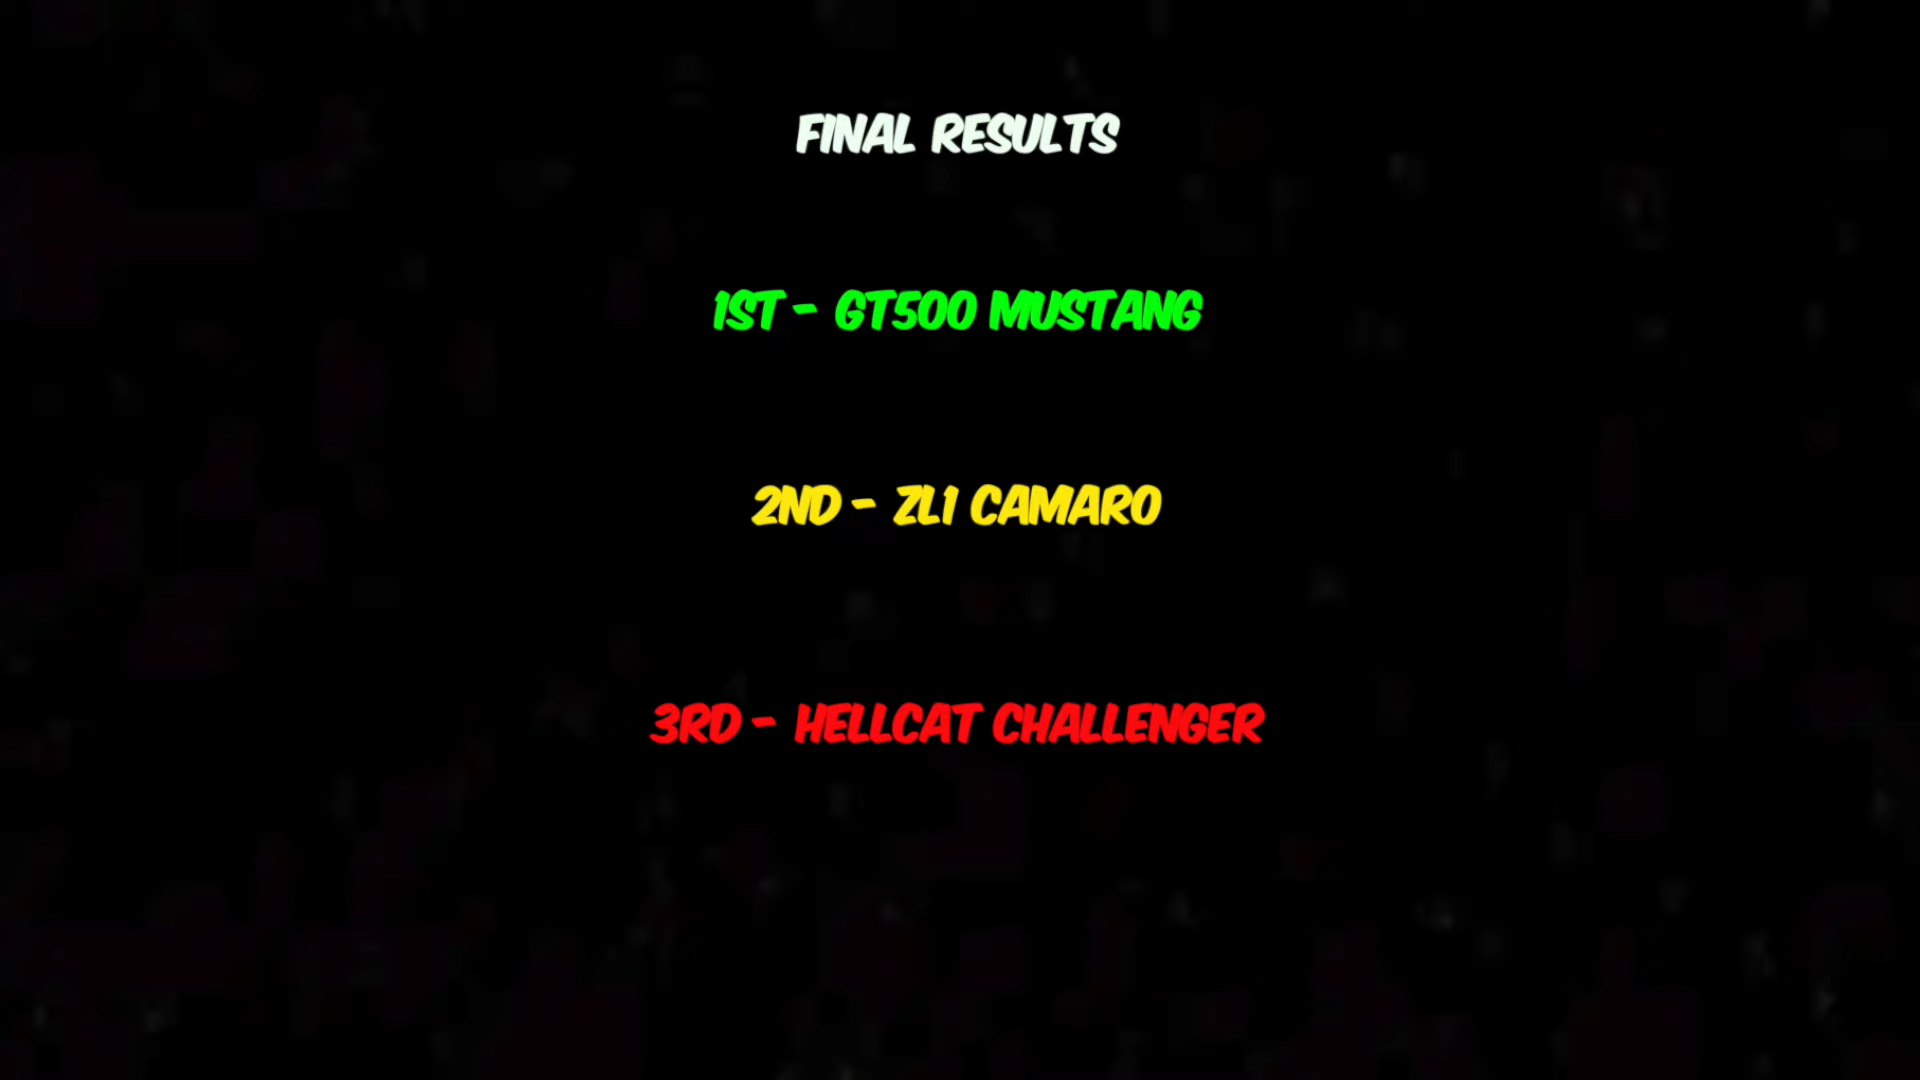 FINAL RESULTS
1ST - GT500 MUSTANG
2ND - ZL1 CAMARO
3RD - HELLCAT CHALLENGER